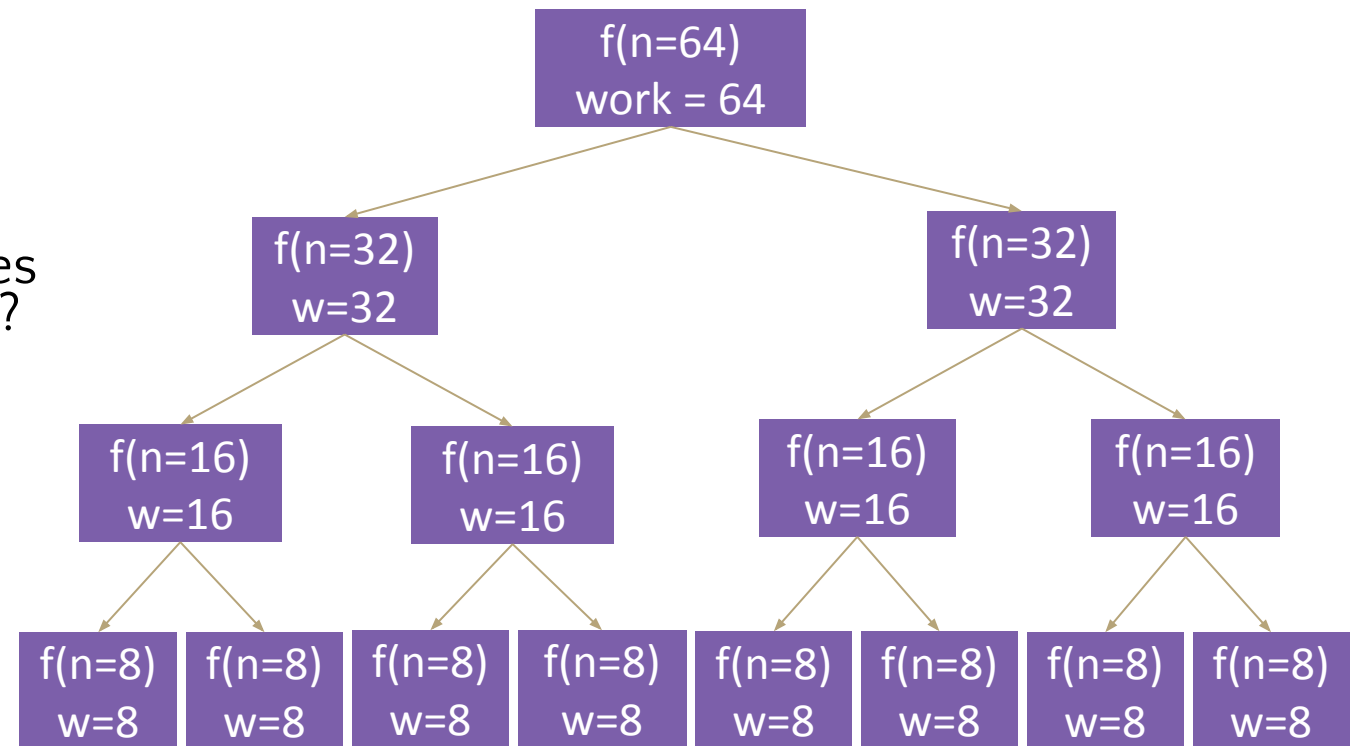 f(n=64)
work = 64
es
?
f(n=32)
w=32
f(n=32)
w=32
f(n=16)
w=16
f(n=16)
w=16
f(n=16)
w=16
f(n=16)
w=16
f(n=8)
w=8
f(n=8)
w=8
f(n=8)
w=8
f(n=8)
w=8
f(n=8)
w=8
f(n=8)
w=8
f(n=8)
w=8
f(n=8)
w=8